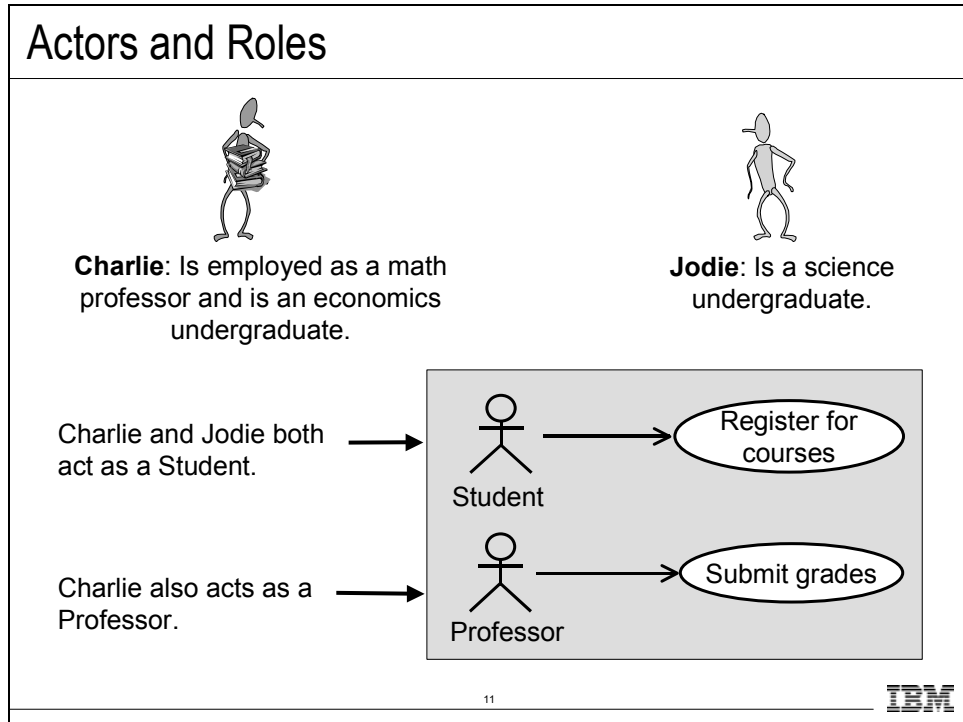 Actors and Roles
Charlie: Is employed as a math
professor and is an economics
undergraduate.
Jodie: Is a science
undergraduate.
Charlie and Jodie both
act as a Student.
Student
Register for
courses
Charlie also acts as a
Professor.
Professor
Submit grades
11
IBM